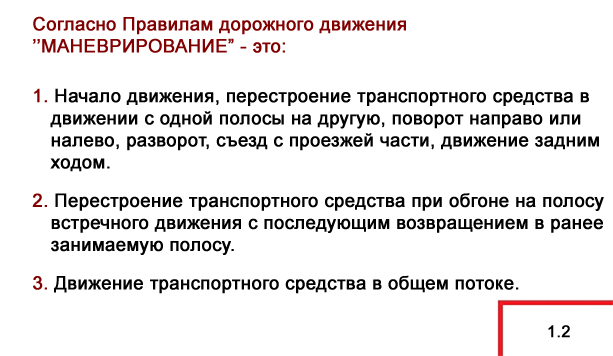 Согласно Правилам дорожного движения
”МАНЕВРИРОВАНИЕ” - это:
1. Начало движения, перестроение транспортного средства в
движении с одной полосы на другую, поворот направо или
налево, разворот, съезд с проезжей части, движение задним
ходом.
2. Перестроение транспортного средства при обгоне на полосу
встречного движения с последующим возвращением в ранее
занимаемую полосу.
3. Движение транспортного средства в общем потоке.
1.2